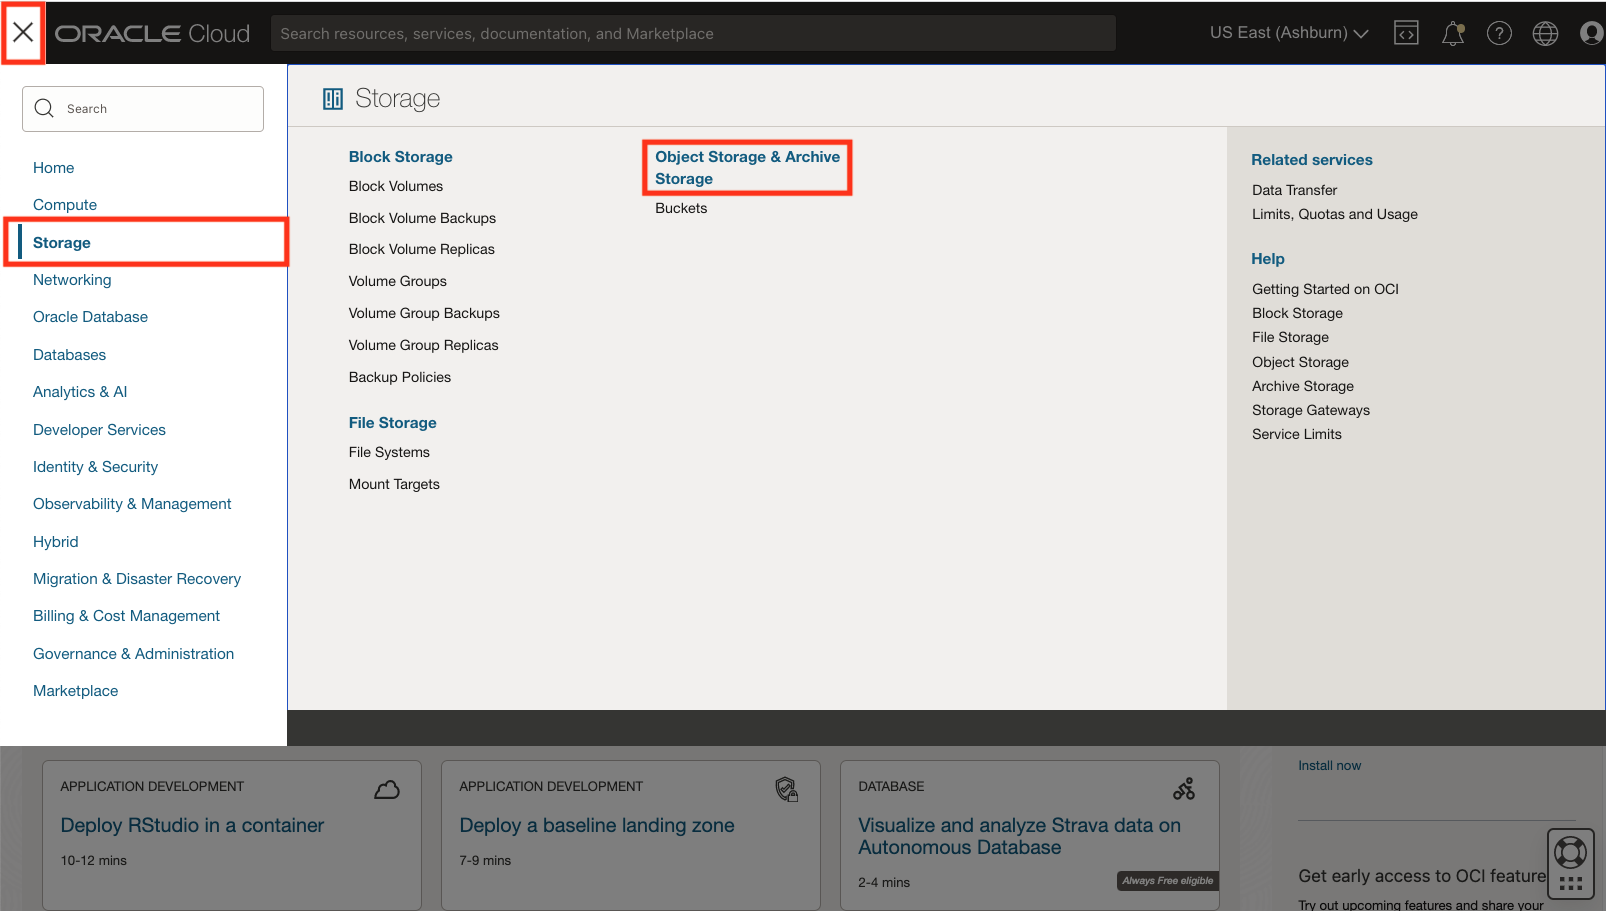 ORACLE Cloud
Search resources, services, documentation, and Marketplace
US East (Ashburn)
Search
Home
Compute
Storage
Networking
Oracle Database
Databases
Analytics & AI
Developer Services
Identity & Security
Observability & Management
Hybrid
Migration & Disaster Recovery
Billing & Cost Management
Governance & Administration
Marketplace
Storage
Block Storage
Block Volumes
Block Volume Backups
Block Volume Replicas
Volume Groups
Volume Group Backups
Volume Group Replicas
Backup Policies
File Storage
File Systems
Mount Targets
Object Storage & Archive
Storage
Buckets
Related services
Data Transfer
Limits, Quotas and Usage
Help
Getting Started on OCI
Block Storage
File Storage
Object Storage
Archive Storage
Storage Gateways
Service Limits
APPLICATION DEVELOPMENT
Deploy RStudio in a container
10-12 mins
APPLICATION DEVELOPMENT
Deploy a baseline landing zone
7-9 mins
DATABASE
Visualize and analyze Strava data on
Autonomous Database
2-4 mins
Always Free eligible
Install now
Get early access to OCI feature
Try out upcoming features and share your